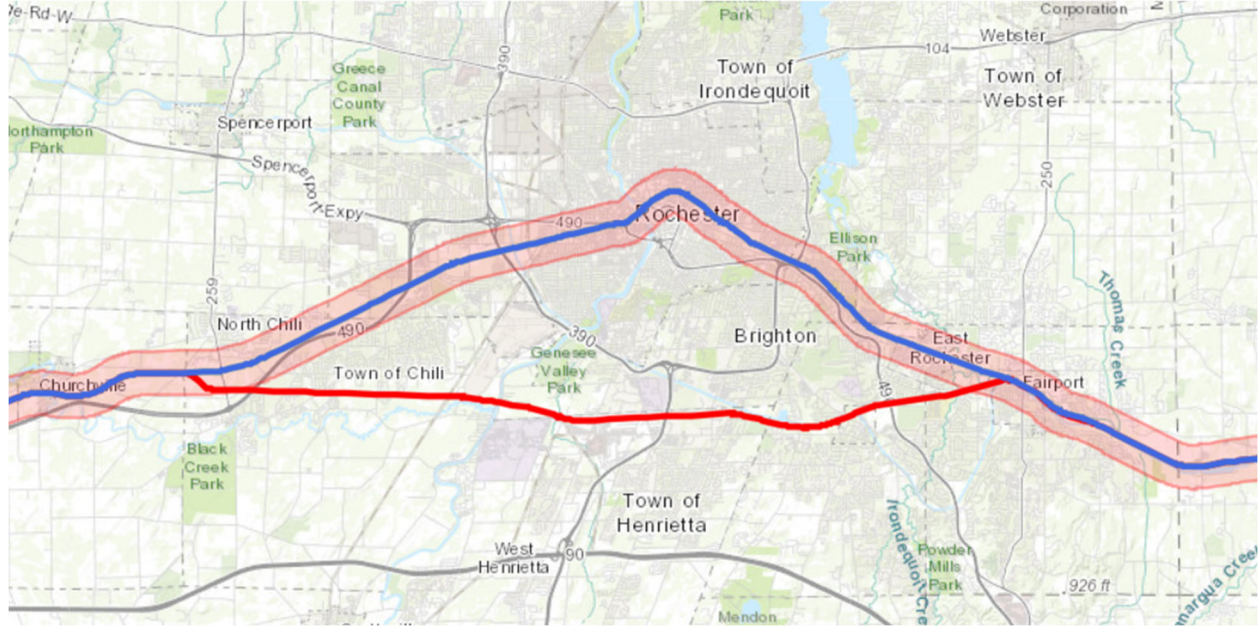 Park
Corporation
Webster
104
390
Town of
Irondequoit
Town of
Webster
Greece
Canal
County
Park
Spencerport
Park
Spencerport
Expy
250
490
Rochester
Ellison
Park
259
North Chili
490
390
Brighton
East
Rochester
Thomas Creek
Genesee
Valley
Park
Town of Chili
Churchville
Fairport
Black
Creek
Park
Town of
Henrietta
West
Henrietta
90
Powder
Mills
Park
926 ft
Mendon